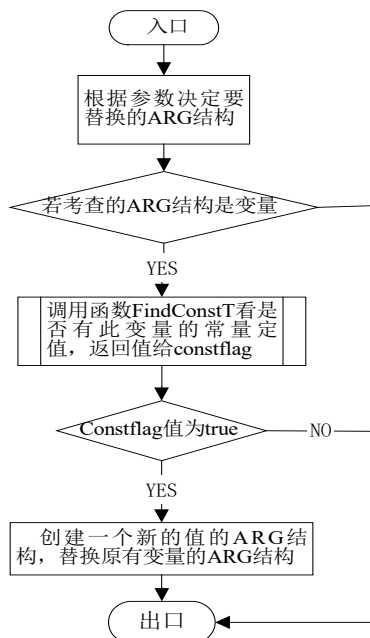 入口
根据参数决定要
替换的ARG结构
若考查的ARG结构是变量
YES
调用函数FindConstT看是
否有此变量的常量定
值，返回值给constflag
Constflag值为true
NO
YES
创建一个新的值的ARG结
构，替换原有变量的ARG结构
出口